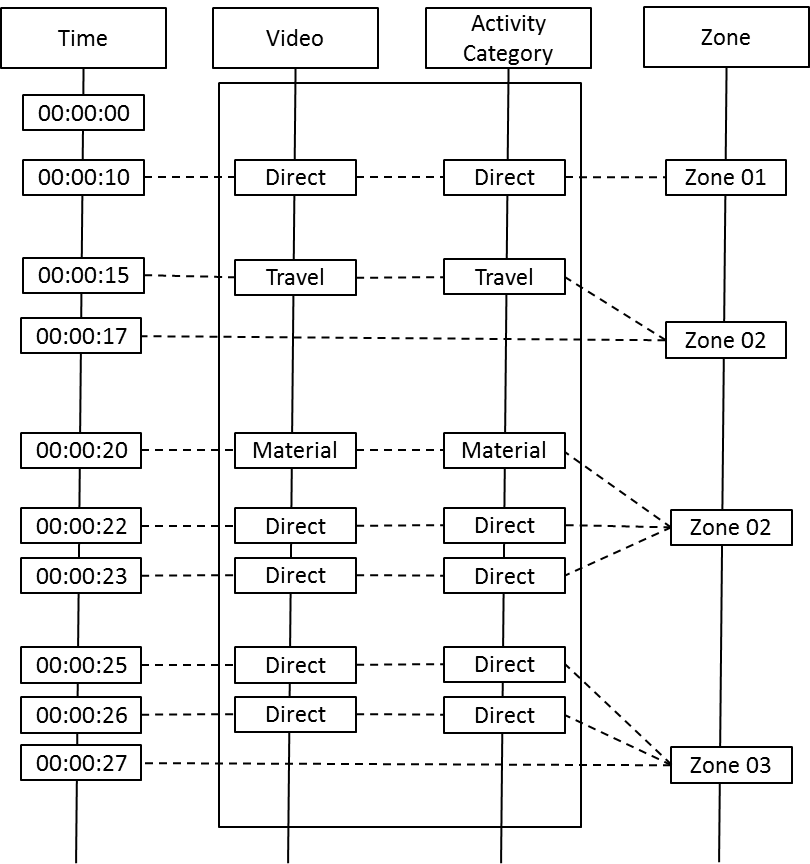 Time
Video
Activity
Category
Zone
00:00:00
00:00:10
Direct
Direct
Zone 01
00:00:15
Travel
Travel
00:00:17
Zone 02
00:00:20
Material
Material
00:00:22
Direct
Direct
Zone 02
00:00:23
Direct
Direct
00:00:25
Direct
Direct
00:00:26
Direct
Direct
00:00:27
Zone 03